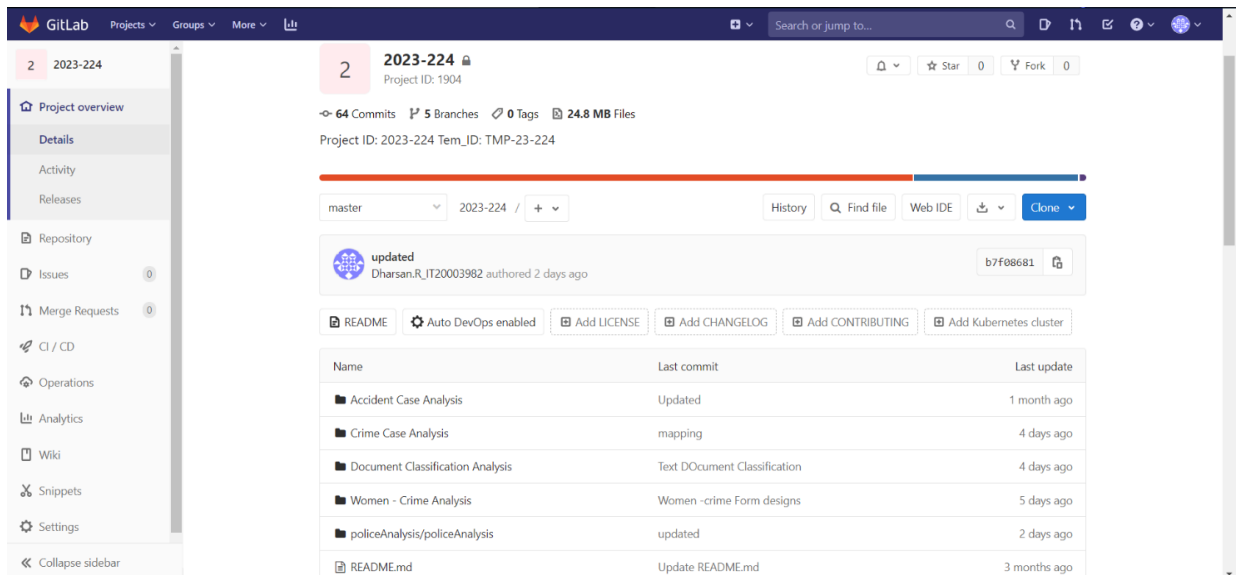 GitLab Projects Groups More Search or jump to...
2 2023-224
Project overview
Details
Activity
Releases
Repository
Issues 0
Merge Requests 0
CI / CD
Operations
Analytics
Wiki
Snippets
Settings
Collapse sidebar
2 2023-224
Project ID: 1904
Star 0 Fork 0
64 Commits 5 Branches 0 Tags 24.8 MB Files
Project ID: 2023-224 Tem_ID: TMP-23-224
master 2023-224 / + History Find file Web IDE Clone
updated
Dharsan.R_IT20003982 authored 2 days ago
b7f08681
README Auto DevOps enabled Add LICENSE Add CHANGELOG Add CONTRIBUTING Add Kubernetes cluster
Name Last commit Last update
Accident Case Analysis Updated 1 month ago
Crime Case Analysis mapping 4 days ago
Document Classification Analysis Text DOcument Classification 4 days ago
Women - Crime Analysis Women -crime Form designs 5 days ago
policeAnalysis/policeAnalysis updated 2 days ago
README.md Update README.md 3 months ago